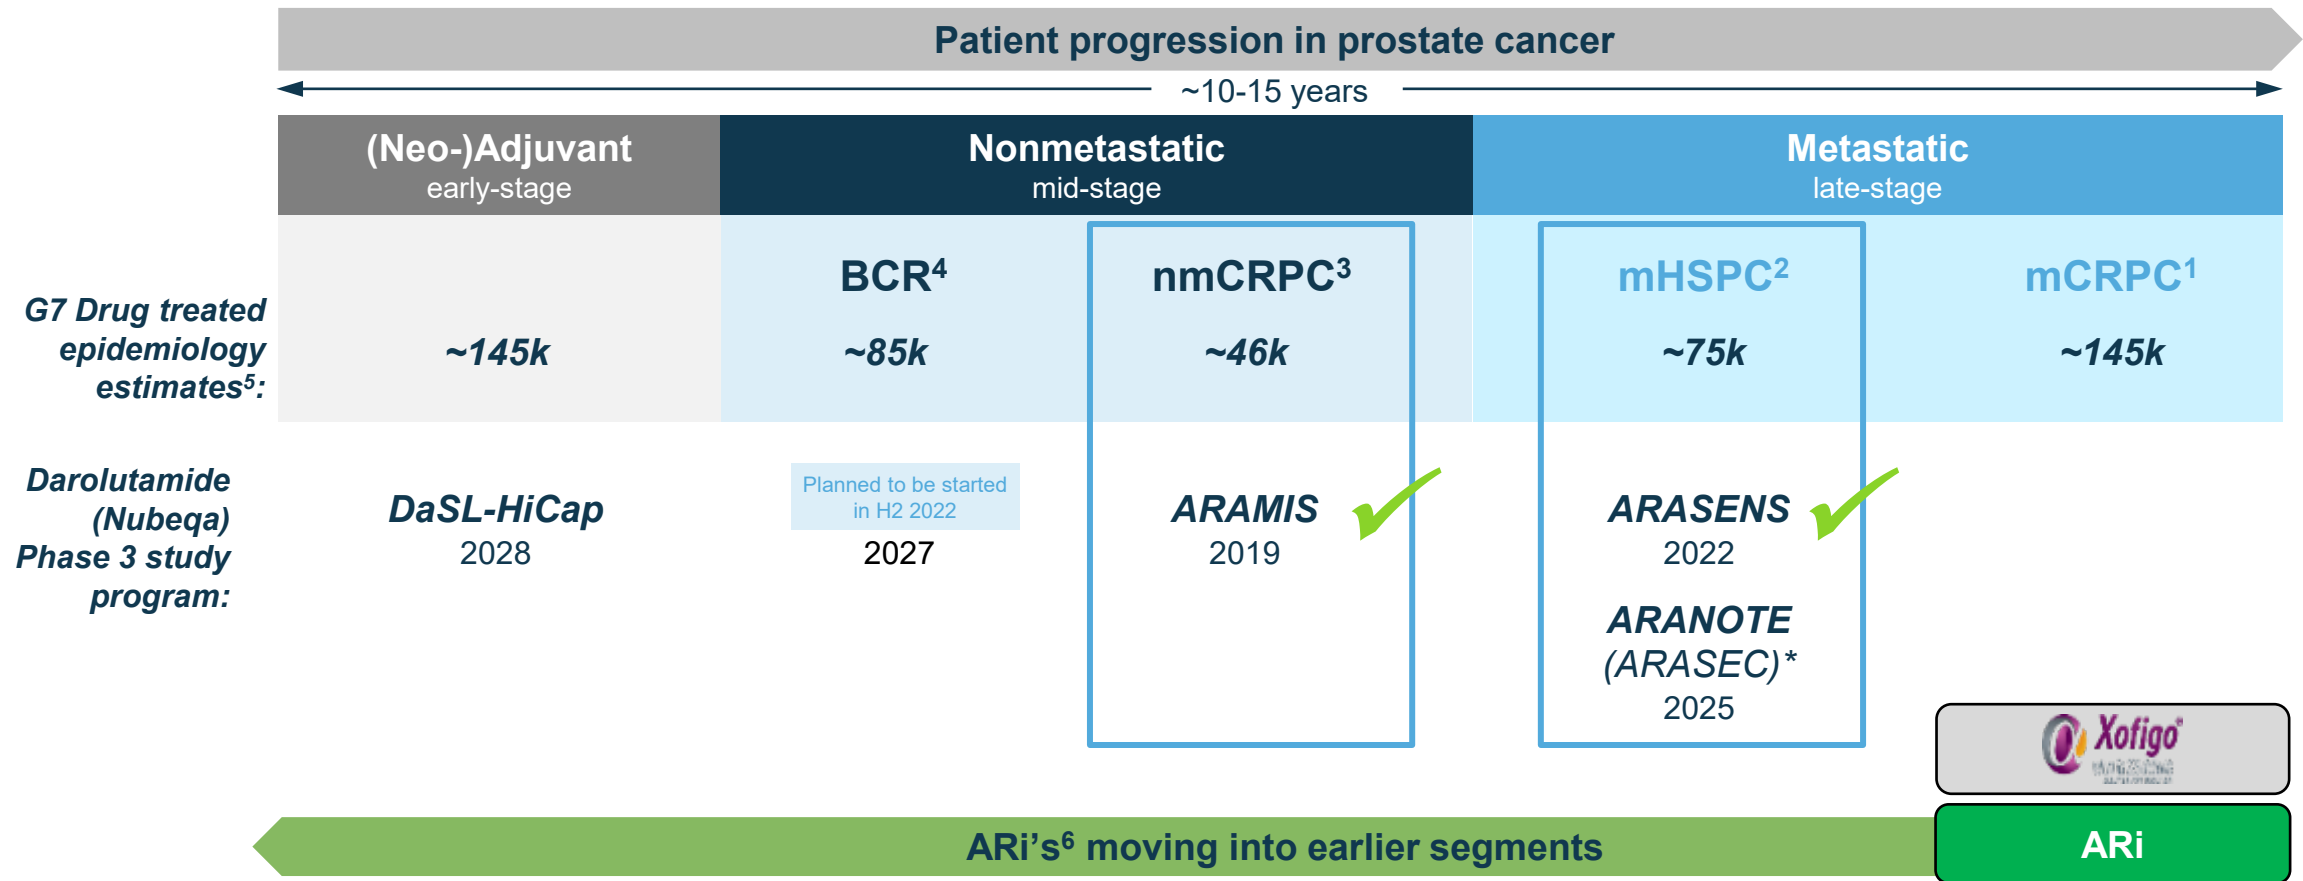 Patient progression in prostate cancer
~10-15 years
(Neo-)Adjuvant
early-stage
Nonmetastatic
mid-stage
Metastatic
late-stage
G7 Drug treated
epidemiology
estimates⁵:
~145k
BCR⁴
~85k
nmCRPC³
~46k
mHSPC²
~75k
mCRPC¹
~145k
Darolutamide
(Nubeqa)
Phase 3 study
program:
DaSL-HiCap
2028
Planned to be started
in H2 2022
2027
ARAMIS
2019
ARASENS
2022
ARANOTE
(ARASEC)*
2025
Xofigo®
ARi's⁶ moving into earlier segments
ARi